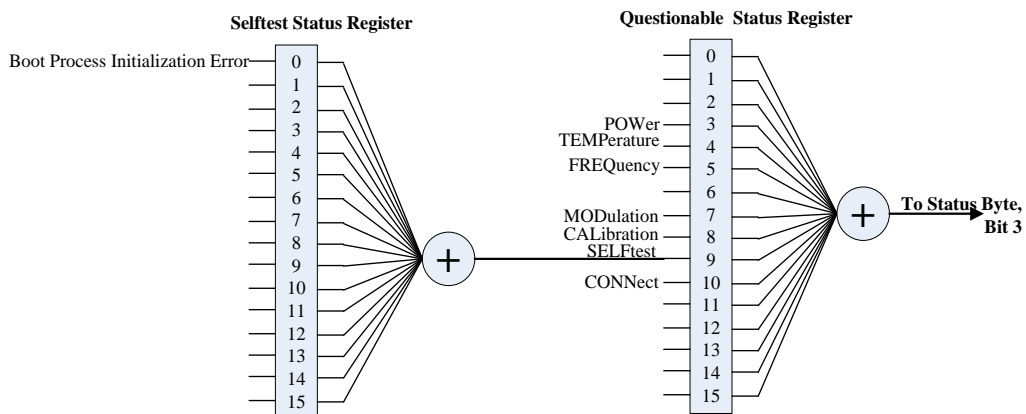 Selftest Status Register
Boot Process Initialization Error
0
1
2
3
4
5
6
7
8
9
10
11
12
13
14
15
+
Questionable Status Register
POWer
TEMPerature
FREQuency
MODulation
CALibration
SELFtest
CONNect
0
1
2
3
4
5
6
7
8
9
10
11
12
13
14
15
+
To Status Byte,
Bit 3